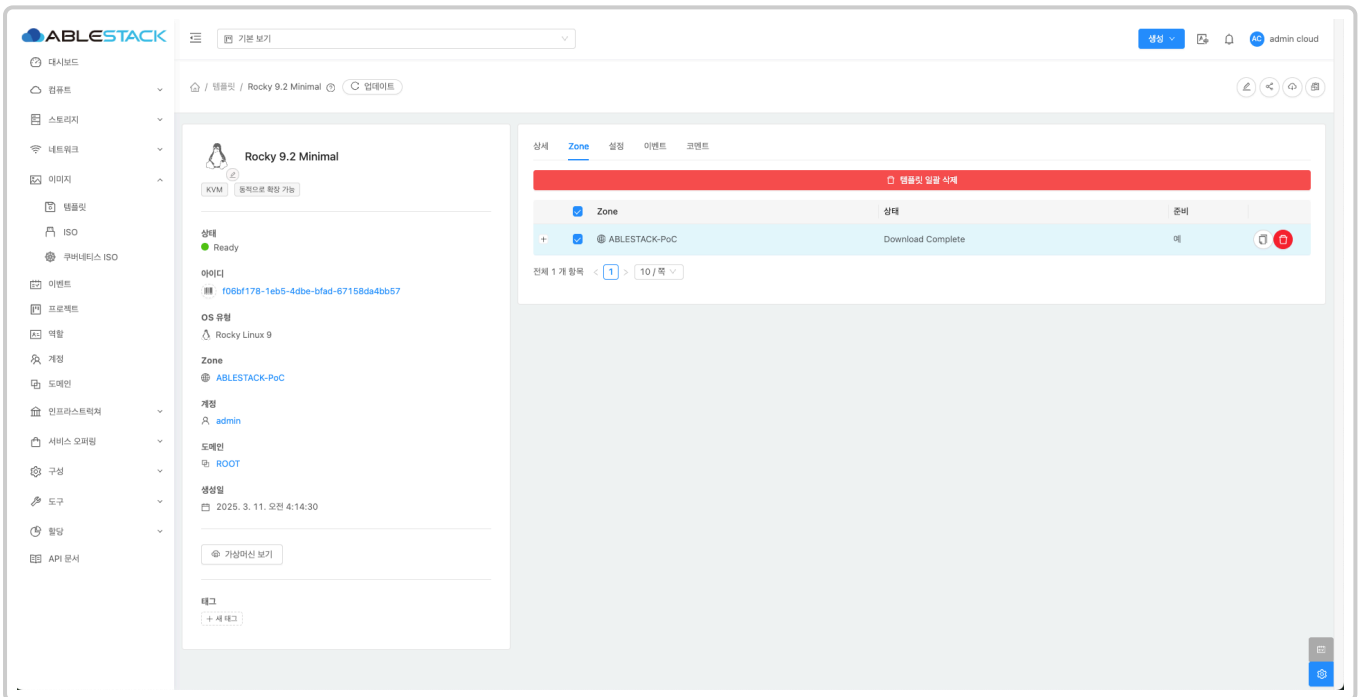 ABLESTACK
기본 보기
생성
AC admin cloud
대시보드
컴퓨트
스토리지
네트워크
이미지
템플릿
ISO
쿠버네티스 ISO
이벤트
프로젝트
역할
계정
도메인
인프라스트럭쳐
서비스 오퍼링
구성
도구
할당
API 문서
/ 템플릿 / Rocky 9.2 Minimal 업데이트
Rocky 9.2 Minimal
KVM 동적으로 확장 가능
상태
Ready
아이디
f06bf178-1eb5-4dbe-bfad-67158da4bb57
OS 유형
Rocky Linux 9
Zone
ABLESTACK-PoC
계정
admin
도메인
ROOT
생성일
2025. 3. 11. 오전 4:14:30
가상머신 보기
태그
+ 새 태그
상세 Zone 설정 이벤트 코멘트
템플릿 일괄 삭제
Zone 상태 준비
+ ABLESTACK-PoC Download Complete 예
전체 1 개 항목 < 1 > 10 / 쪽